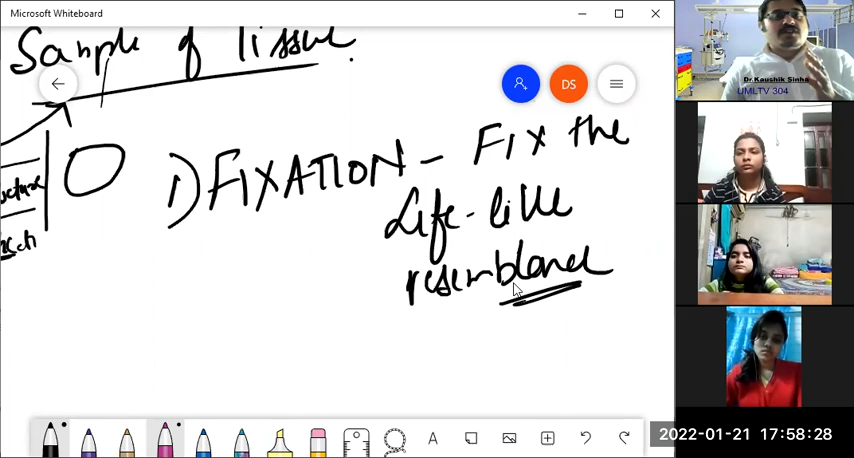 Microsoft Whiteboard
Sample of Tissue.
DS
1) FIXATION - Fix the
Life-like
resemblance
A
Dr.Kaushik Sinha
UMLTV 304
2022-01-21 17:58:28